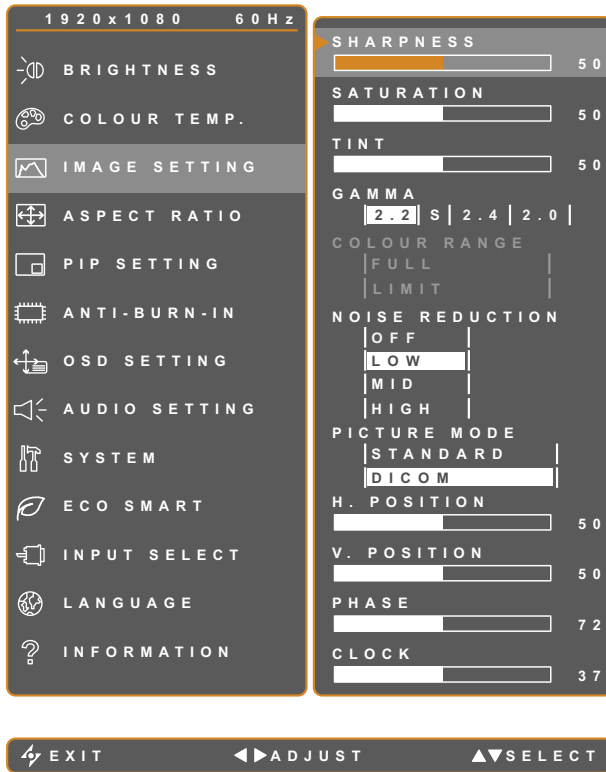 1920x1080 60Hz
BRIGHTNESS
COLOUR TEMP.
IMAGE SETTING
ASPECT RATIO
PIP SETTING
ANTI-BURN-IN
OSD SETTING
AUDIO SETTING
SYSTEM
ECO SMART
INPUT SELECT
LANGUAGE
INFORMATION
SHARPNESS
50
SATURATION
50
TINT
50
GAMMA
2.2 S 2.4 2.0
COLOUR RANGE
FULL
LIMIT
NOISE REDUCTION
OFF
LOW
MID
HIGH
PICTURE MODE
STANDARD
DICOM
H. POSITION
50
V. POSITION
50
PHASE
72
CLOCK
37
EXIT ADJUST SELECT